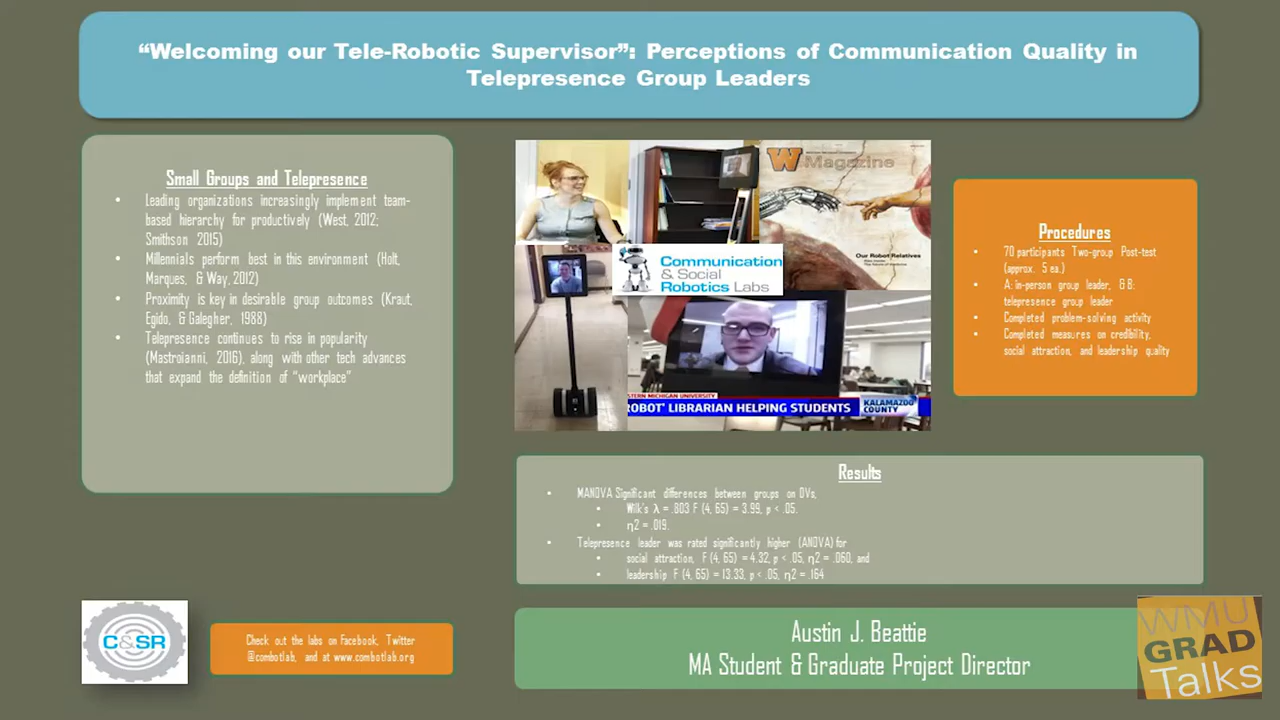 “Welcoming our Tele-Robotic Supervisor”: Perceptions of Communication Quality in
Telepresence Group Leaders
Small Groups and Telepresence
• Leading organizations increasingly implement team-
based hierarchy for productively (West, 2012;
Smithson 2015)
• Millennials perform best in this environment (Holt,
Marques, & Way, 2012)
• Proximity is key in desirable group outcomes (Kraut,
Egido, & Galegher, 1988)
• Telepresence continues to rise in popularity
(Mastroianni, 2016), along with other tech advances
that expand the definition of “workplace”
W Magazine
Our Robot Relatives
Communication
& Social
Robotics Labs
STERN MICHIGAN UNIVERSITY
ROBOT' LIBRARIAN HELPING STUDENTS
KALAMAZOO
COUNTY
Procedures
• 70 participants Two-group Post-test
(approx. 5 ea.)
• A: in-person group leader, & B:
telepresence group leader
• Completed problem-solving activity
• Completed measures on credibility,
social attraction, and leadership quality
Results
• MANOVA Significant differences between groups on DVs,
• Wilk's λ = .803 F (4, 65) = 3.99, p < .05.
• η2 = .019.
• Telepresence leader was rated significantly higher (ANOVA) for
• social attraction, F (4, 65) = 4.32, p < .05, η2 = .060, and
• leadership F (4, 65) = 13.33, p < .05, η2 = .164
C&SR
Check out the labs on Facebook, Twitter
@combotlab, and at www.combotlab.org
Austin J. Beattie
MA Student & Graduate Project Director
WMU
GRAD
Talks